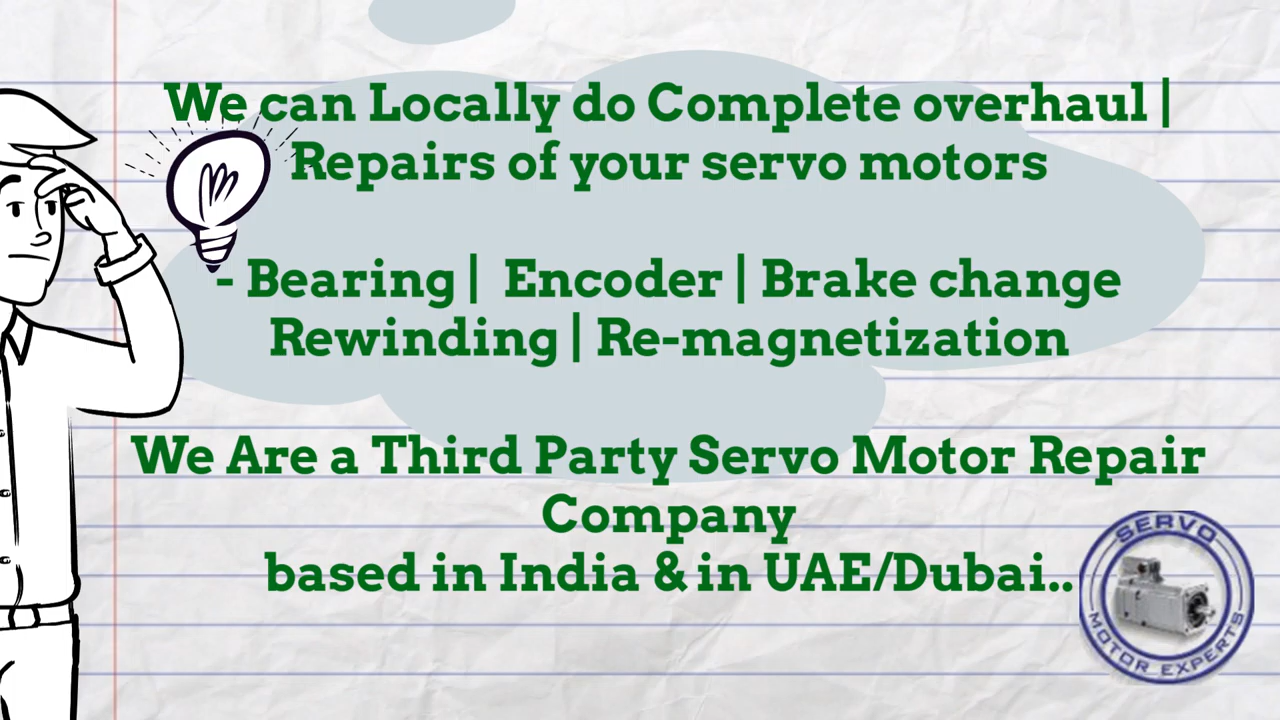 We can Locally do Complete overhaul |
Repairs of your servo motors
- Bearing | Encoder | Brake change
Rewinding | Re-magnetization
We Are a Third Party Servo Motor Repair
Company
based in India & in UAE/Dubai..
SERVO
MOTOR EXPERTS